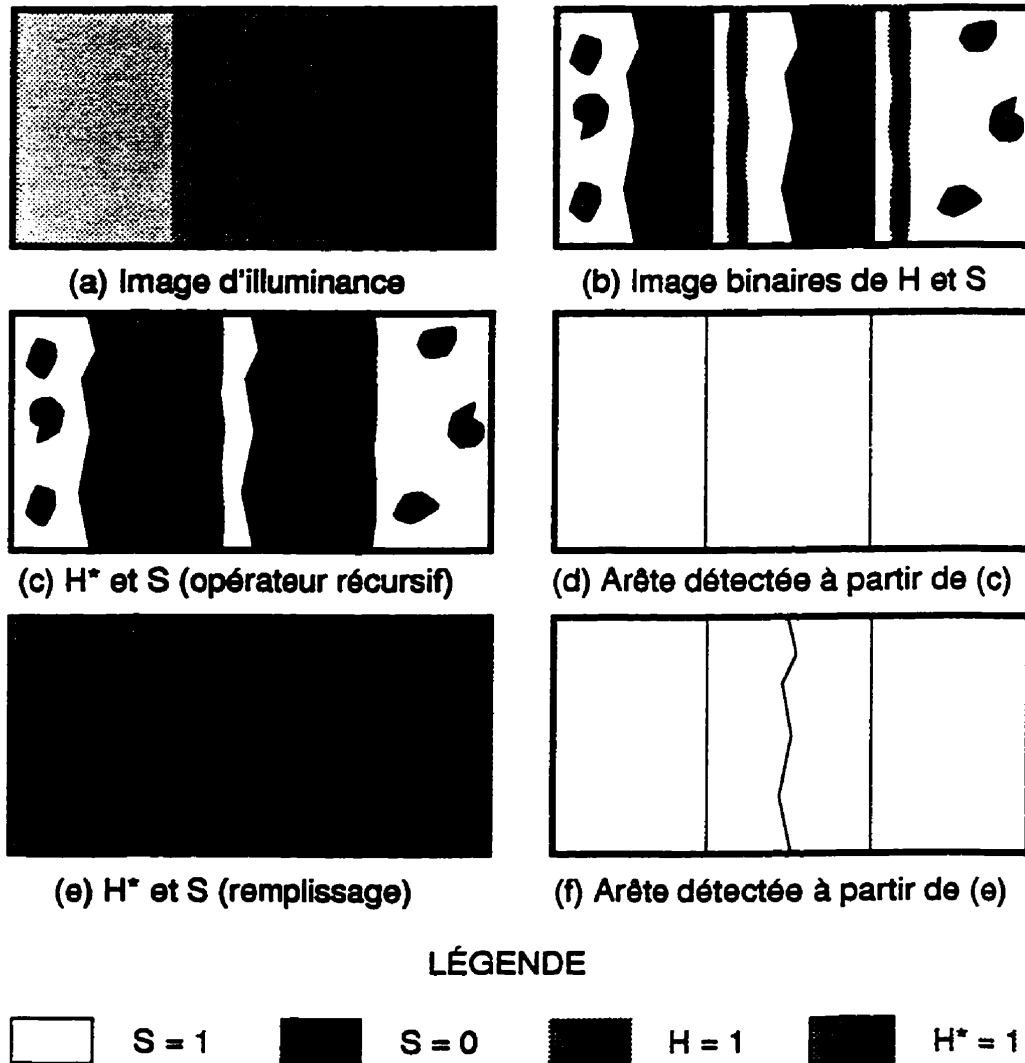 (a) Image d'illuminance
(b) Image binaires de H et S
(c) H* et S (opérateur récursif)
(d) Arête détectée à partir de (c)
(e) H* et S (remplissage)
(f) Arête détectée à partir de (e)
LÉGENDE
S = 1
S = 0
H = 1
H* = 1